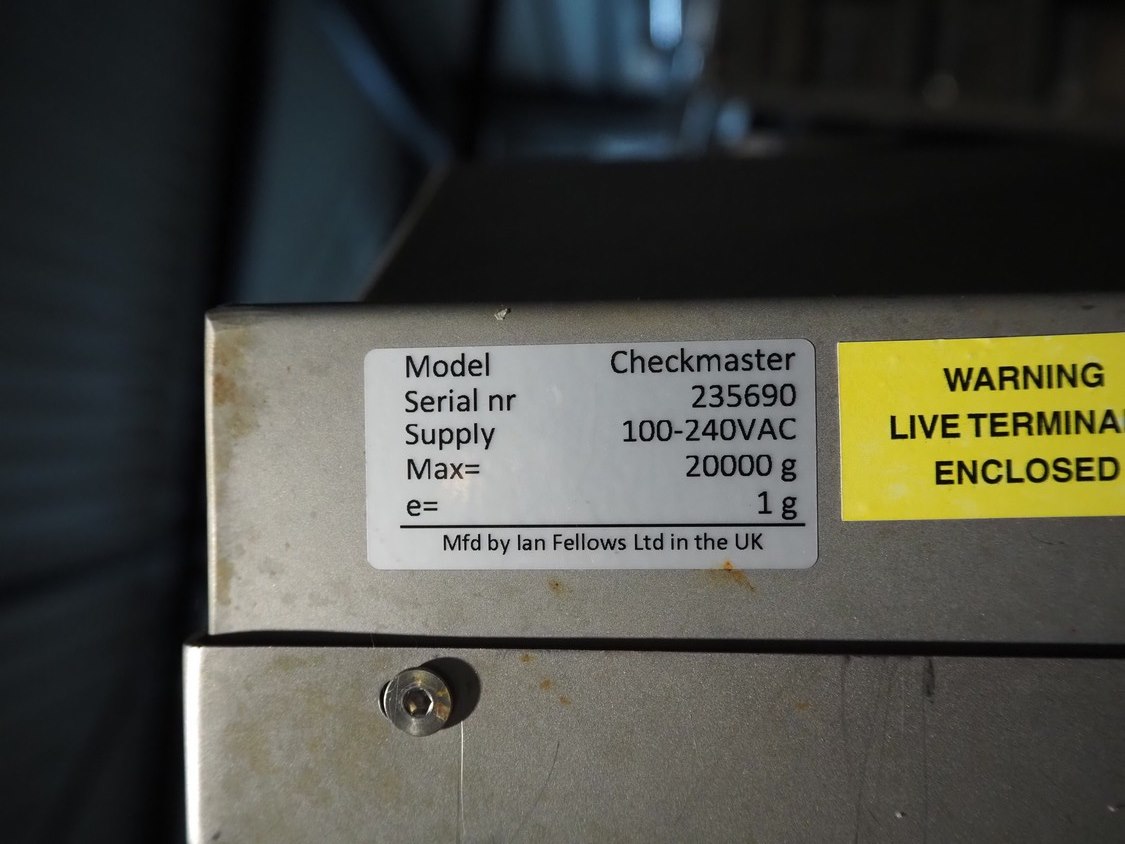 Model Checkmaster
Serial nr 235690
Supply 100-240VAC
Max= 20000 g
e= 1 g
Mfd by Ian Fellows Ltd in the UK
WARNING
LIVE TERMINA
ENCLOSED